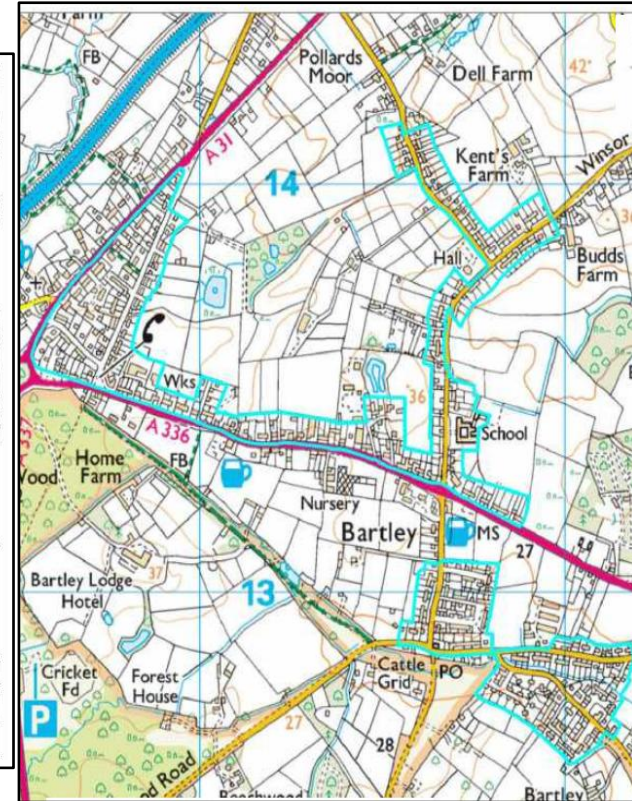 Farm
FB
Pollards
Moor
Dell Farm
42
A 31
Kent's
Farm
Winsor
14
Hall
Budds
Farm
Wks
P
36
A 336
School
FB
Home
Farm
Nursery
Bartley
MS
27
Wood
Bartley Lodge
Hotel
37
13
Cricket
Fd
Forest
House
Cattle
Grid
PO
P
27
28
Road
Beechwood
Bartley